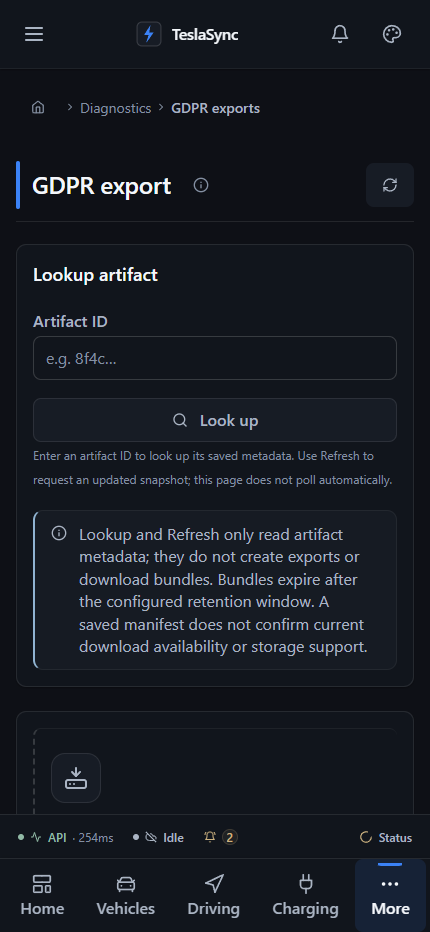 TeslaSync
Diagnostics
GDPR exports
GDPR export
Lookup artifact
Artifact ID
e.g. 8f4c...
Look up
Enter an artifact ID to look up its saved metadata. Use Refresh to
request an updated snapshot; this page does not poll automatically.
Lookup and Refresh only read artifact
metadata; they do not create exports or
download bundles. Bundles expire after
the configured retention window. A
saved manifest does not confirm current
download availability or storage support.
API · 254ms
Idle
2
Status
Home
Vehicles
Driving
Charging
More